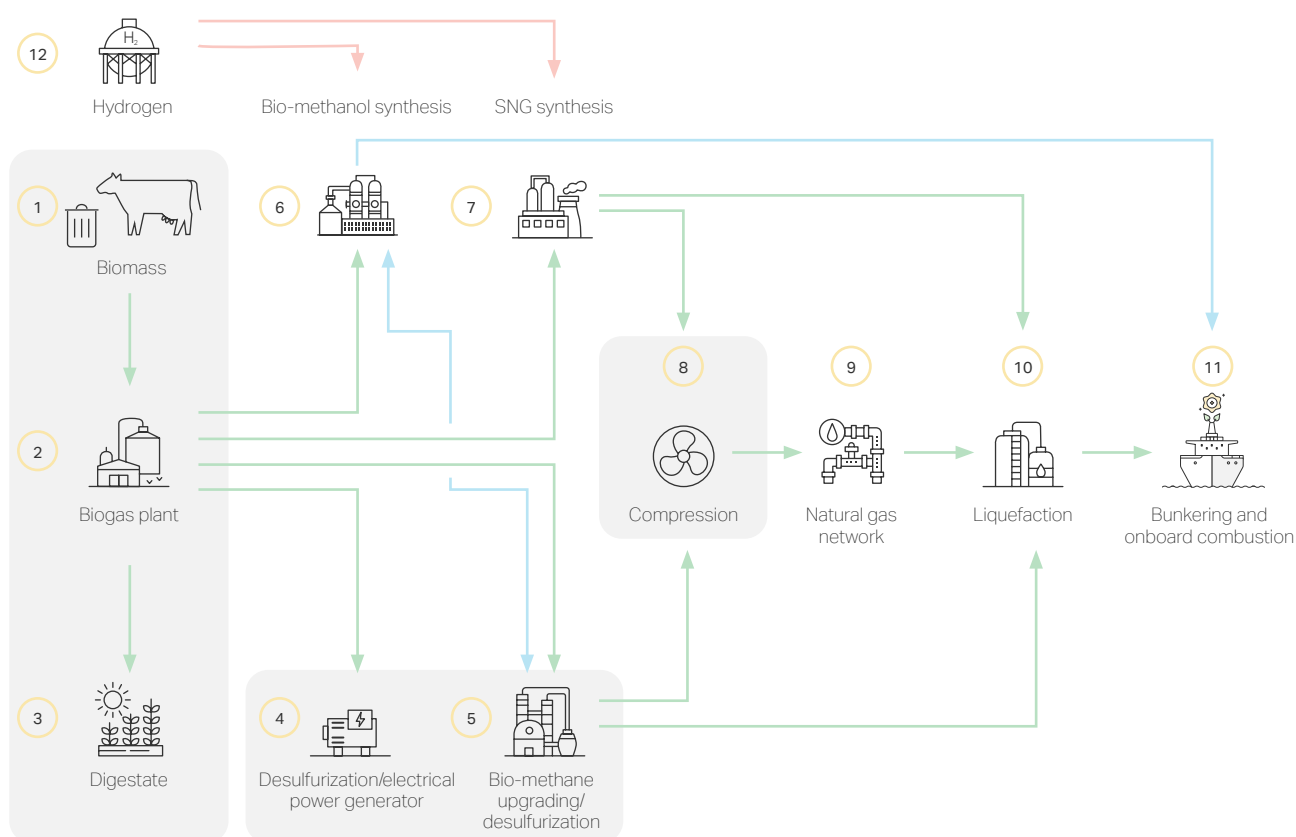 12
H2
Hydrogen
Bio-methanol synthesis
SNG synthesis
1
Biomass
6
7
2
Biogas plant
8
Compression
9
Natural gas
network
10
Liquefaction
11
Bunkering and
onboard combustion
3
Digestate
4
Desulfurization/electrical
power generator
5
Bio-methane
upgrading/
desulfurization